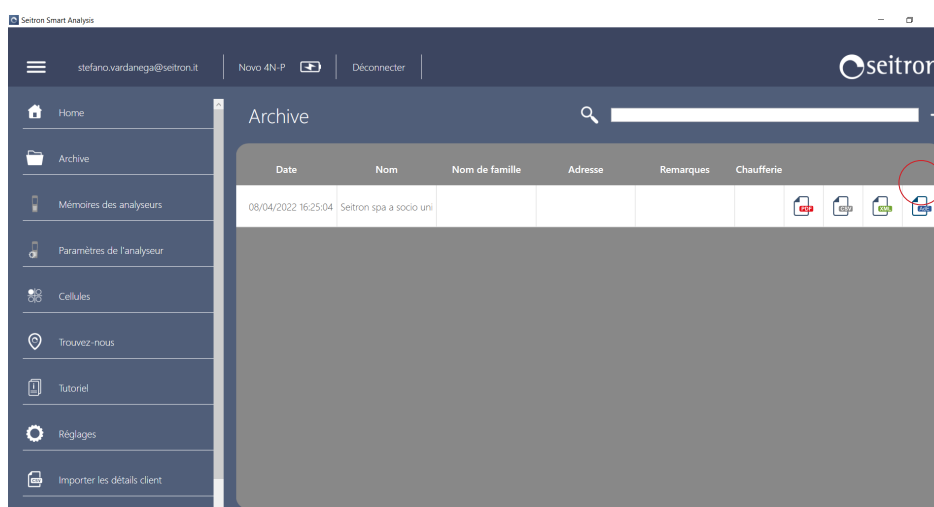 Seitron Smart Analysis
stefano.vardanega@seitron.it
Novo 4N-P
Déconnecter
seitron
Home
Archive
Mémoires des analyseurs
Paramètres de l'analyseur
Cellules
Trouvez-nous
Tutoriel
Réglages
Importer les détails client
Archive
Date Nom Nom de famille Adresse Remarques Chaufferie
08/04/2022 16:25:04 Seitron spa a socio uni PDF CSV XML
CSV